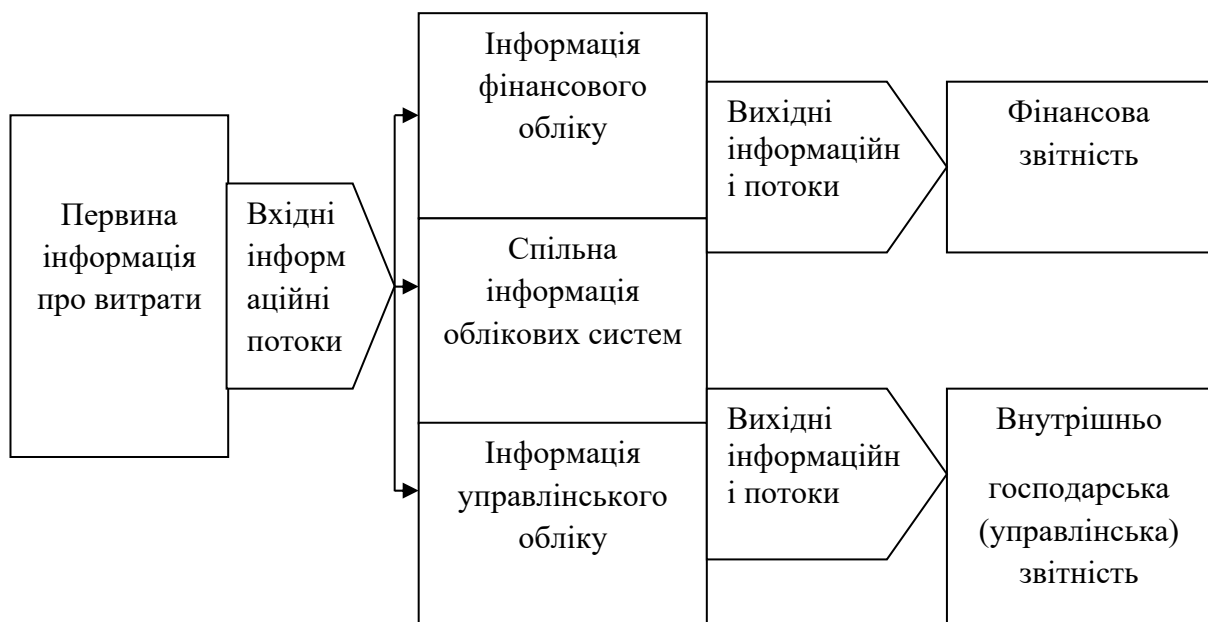 Первина
інформація
про витрати
Вхідні
інформ
аційні
потоки
Інформація
фінансового
обліку
Спільна
інформація
облікових систем
Інформація
управлінського
обліку
Вихідні
інформаційн
і потоки
Фінансова
звітність
Вихідні
інформаційн
і потоки
Внутрішньо
господарська
(управлінська)
звітність